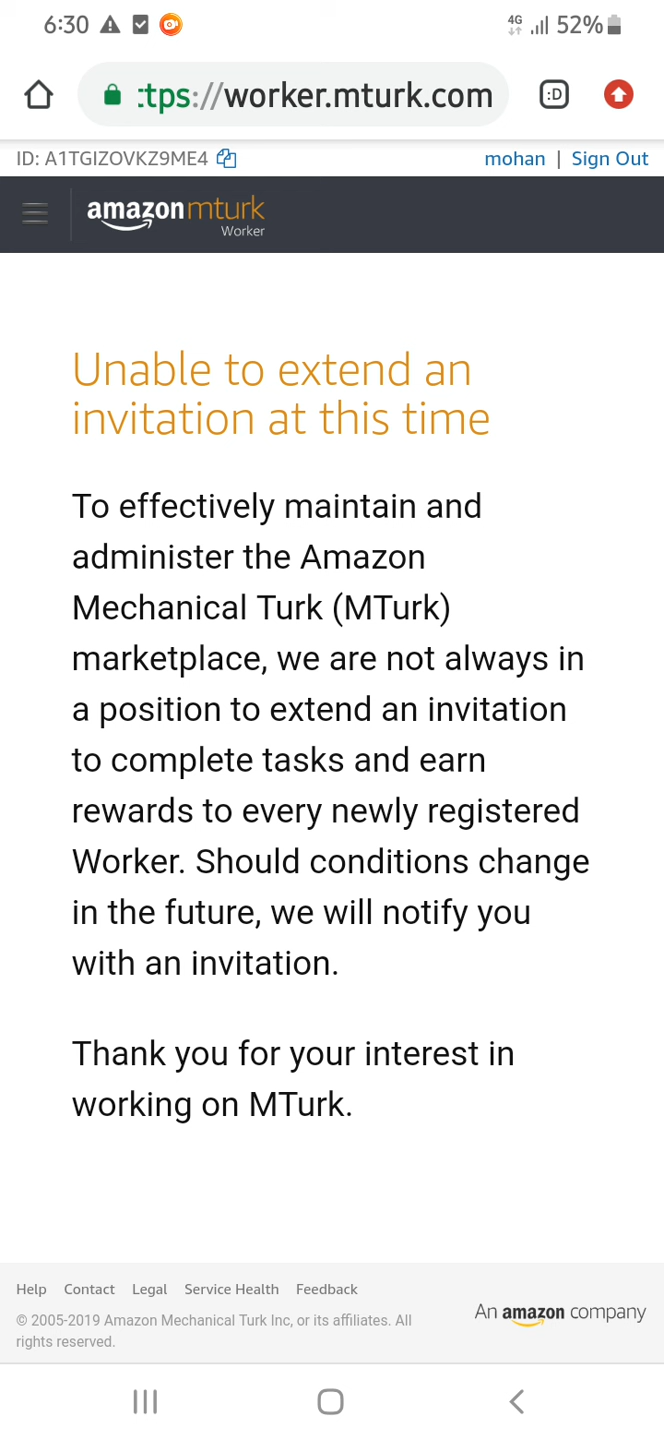 6:30 4G 52%
:tps://worker.mturk.com :D
ID: A1TGIZOVKZ9ME4 mohan | Sign Out
amazon mturk
Worker
Unable to extend an
invitation at this time
To effectively maintain and
administer the Amazon
Mechanical Turk (MTurk)
marketplace, we are not always in
a position to extend an invitation
to complete tasks and earn
rewards to every newly registered
Worker. Should conditions change
in the future, we will notify you
with an invitation.
Thank you for your interest in
working on MTurk.
Help Contact Legal Service Health Feedback
© 2005-2019 Amazon Mechanical Turk Inc, or its affiliates. All
rights reserved.
An amazon company